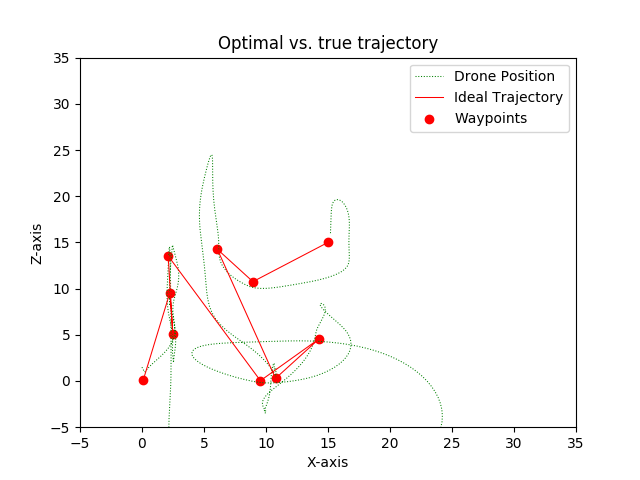 Optimal vs. true trajectory
Drone Position
Ideal Trajectory
Waypoints
35
30
25
20
15
10
5
0
−5
Z-axis
−5 0 5 10 15 20 25 30 35
X-axis